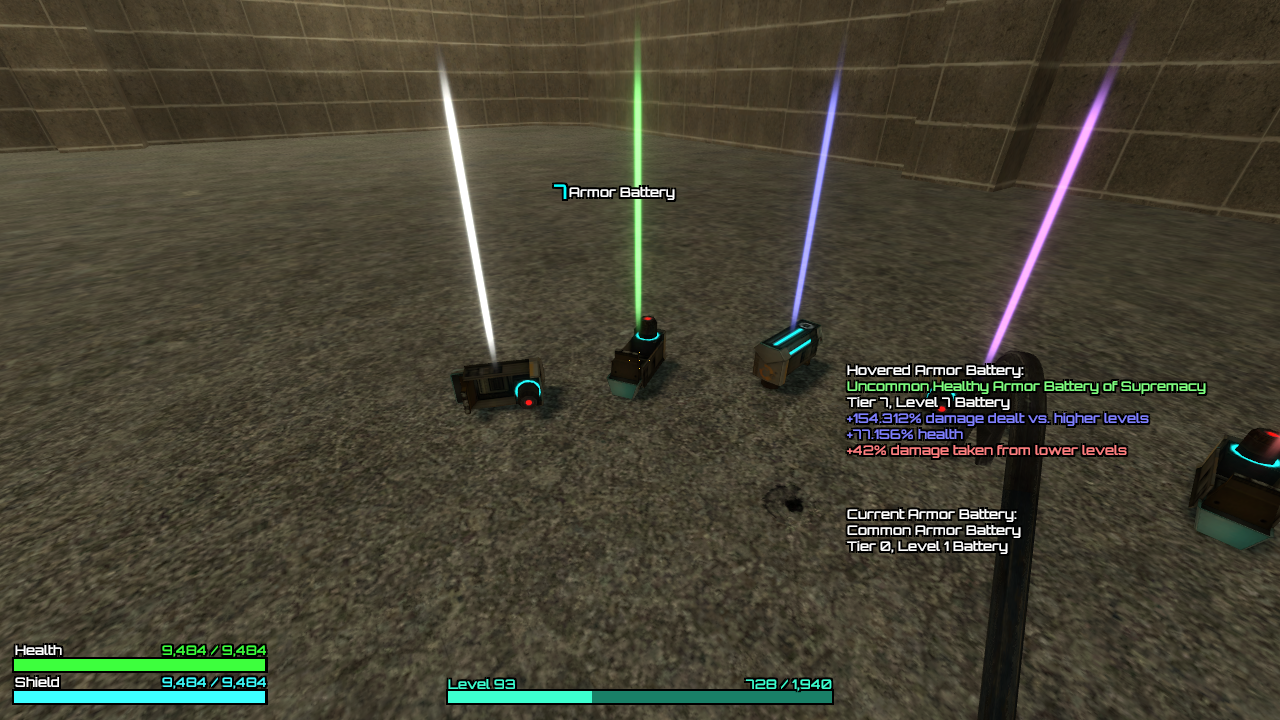 7 Armor Battery
Hovered Armor Battery:
Uncommon Healthy Armor Battery of Supremacy
Tier 7, Level 7 Battery
+154.312% damage dealt vs. higher levels
+77.156% health
+42% damage taken from lower levels
Current Armor Battery:
Common Armor Battery
Tier 0, Level 1 Battery
Health 9,484 / 9,484
Shield 9,484 / 9,484
Level 93 728 / 1,940